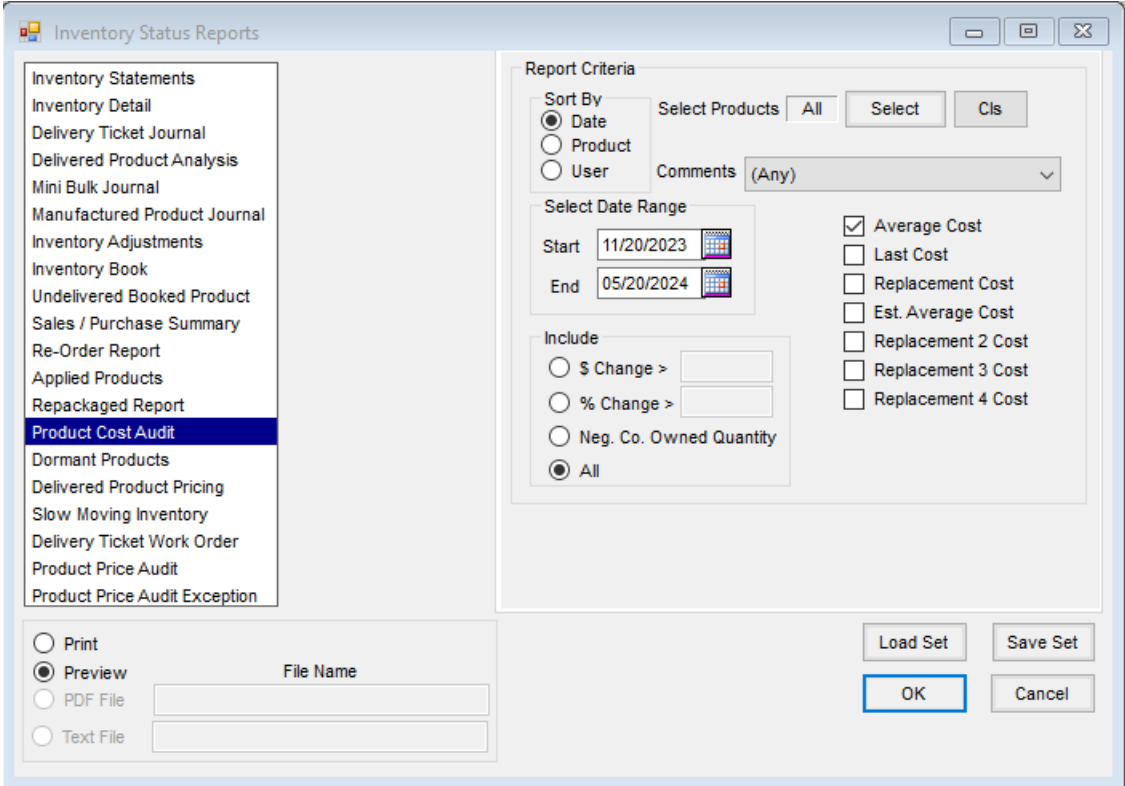 Inventory Status Reports
Inventory Statements
Inventory Detail
Delivery Ticket Journal
Delivered Product Analysis
Mini Bulk Journal
Manufactured Product Journal
Inventory Adjustments
Inventory Book
Undelivered Booked Product
Sales / Purchase Summary
Re-Order Report
Applied Products
Repackaged Report
Product Cost Audit
Dormant Products
Delivered Product Pricing
Slow Moving Inventory
Delivery Ticket Work Order
Product Price Audit
Product Price Audit Exception
Report Criteria
Sort By
Date
Product
User
Select Products All Select Cls
Comments (Any)
Select Date Range
Start 11/20/2023
End 05/20/2024
Include
$ Change >
% Change >
Neg. Co. Owned Quantity
All
Average Cost
Last Cost
Replacement Cost
Est. Average Cost
Replacement 2 Cost
Replacement 3 Cost
Replacement 4 Cost
Print
Preview File Name
PDF File
Text File
Load Set Save Set
OK Cancel